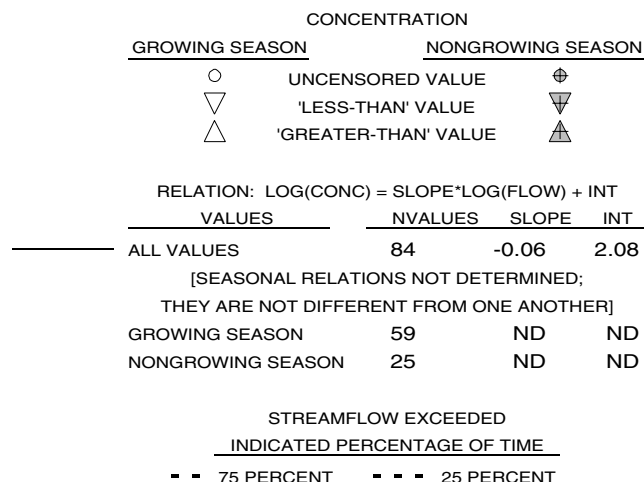 CONCENTRATION
GROWING SEASON NONGROWING SEASON
UNCENSORED VALUE
'LESS-THAN' VALUE
'GREATER-THAN' VALUE
RELATION: LOG(CONC) = SLOPE*LOG(FLOW) + INT
VALUES NVALUES SLOPE INT
ALL VALUES 84 -0.06 2.08
[SEASONAL RELATIONS NOT DETERMINED;
THEY ARE NOT DIFFERENT FROM ONE ANOTHER]
GROWING SEASON 59 ND ND
NONGROWING SEASON 25 ND ND
STREAMFLOW EXCEEDED
INDICATED PERCENTAGE OF TIME
75 PERCENT 25 PERCENT